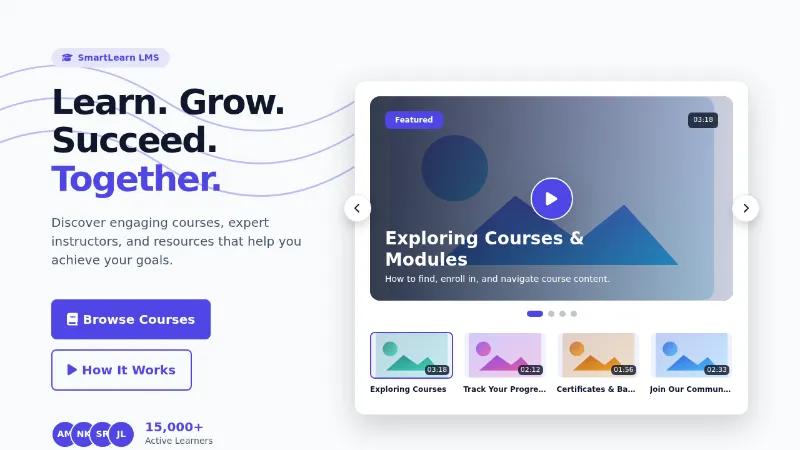 SmartLearn LMS
Learn. Grow.
Succeed.
Together.
Discover engaging courses, expert
instructors, and resources that help you
achieve your goals.
Browse Courses
How It Works
AM NK SR JL
15,000+
Active Learners
Featured
03:18
Exploring Courses &
Modules
How to find, enroll in, and navigate course content.
03:18
02:12
01:56
02:33
Exploring Courses
Track Your Progre...
Certificates & Ba...
Join Our Commun...